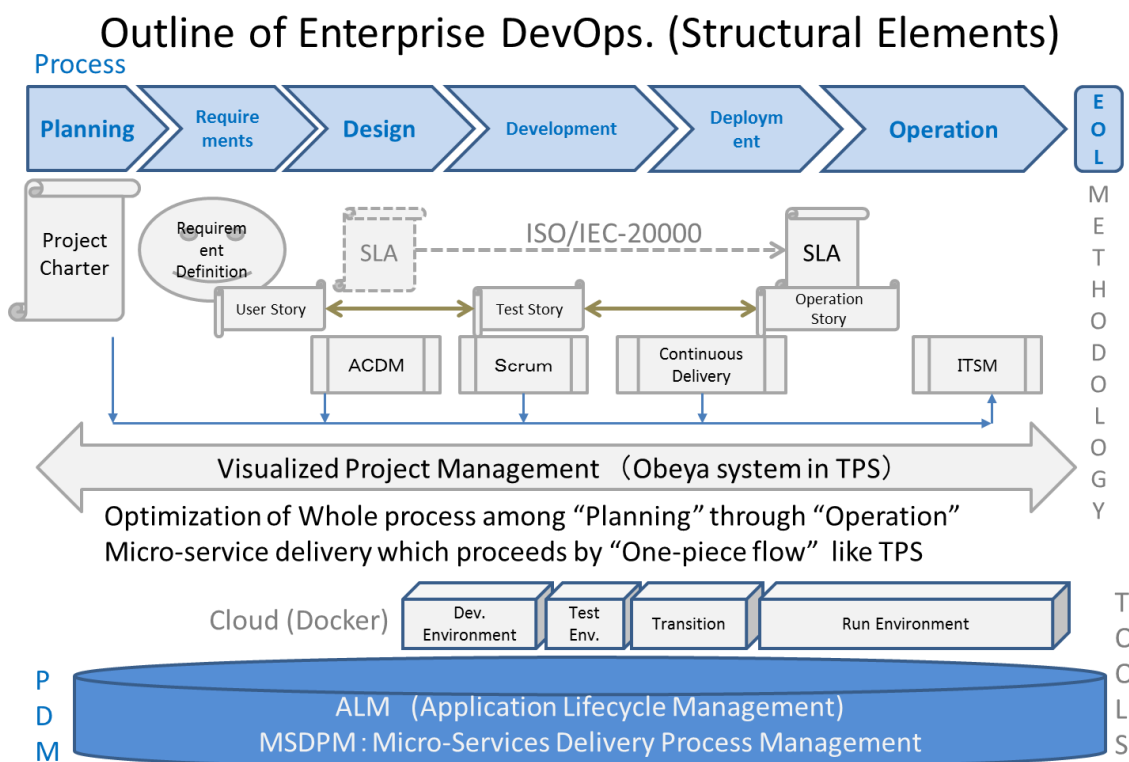 Outline of Enterprise DevOps. (Structural Elements)
Process
Planning
Require
ments
Design
Development
Deploym
ent
Operation
E
O
L
Project
Charter
Requirem
ent
Definition
SLA
ISO/IEC-20000
SLA
User Story
Test Story
Operation
Story
ACDM
Scrum
Continuous
Delivery
ITSM
M
E
T
H
O
D
O
L
O
G
Y
Visualized Project Management （Obeya system in TPS）
Optimization of Whole process among “Planning” through “Operation”
Micro-service delivery which proceeds by “One-piece flow” like TPS
Cloud (Docker)
Dev.
Environment
Test
Env.
Transition
Run Environment
T
O
O
L
S
P
D
M
ALM （Application Lifecycle Management)
MSDPM : Micro-Services Delivery Process Management